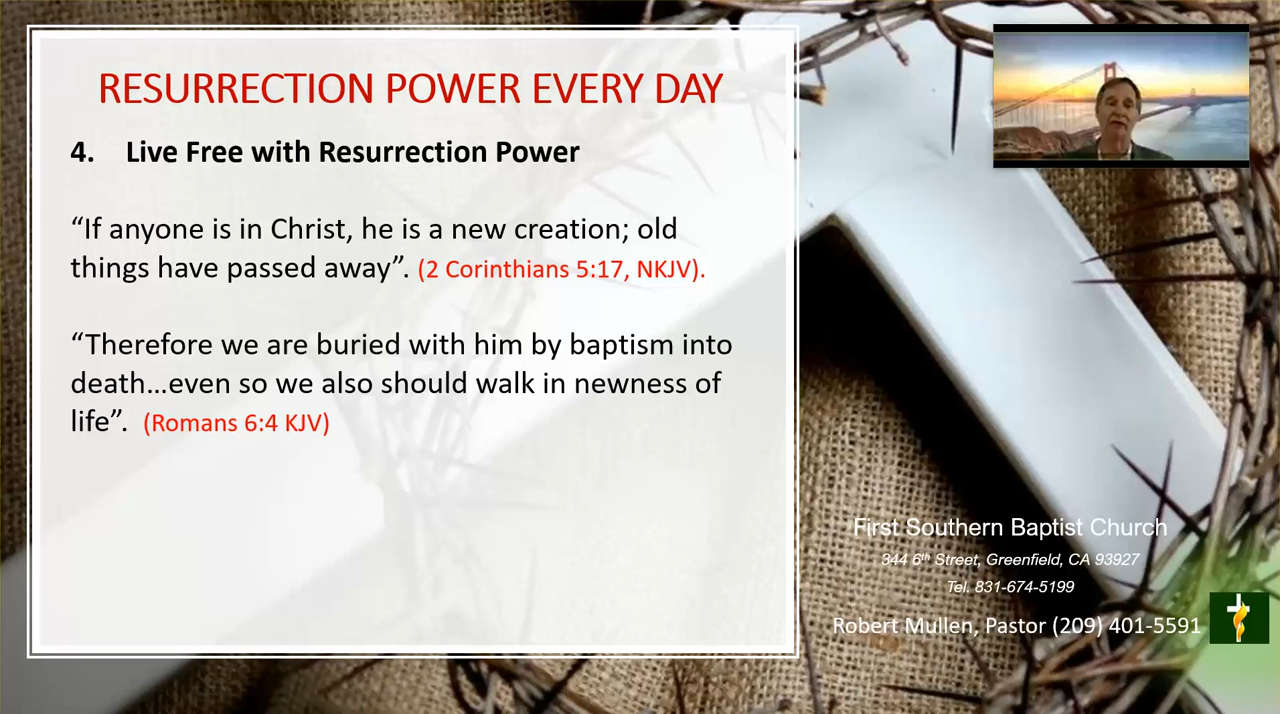 RESURRECTION POWER EVERY DAY
4. Live Free with Resurrection Power
“If anyone is in Christ, he is a new creation; old
things have passed away”. (2 Corinthians 5:17, NKJV).
“Therefore we are buried with him by baptism into
death…even so we also should walk in newness of
life”. (Romans 6:4 KJV)
First Southern Baptist Church
344 6th Street, Greenfield, CA 93927
Tel. 831-674-5199
Robert Mullen, Pastor (209) 401-5591